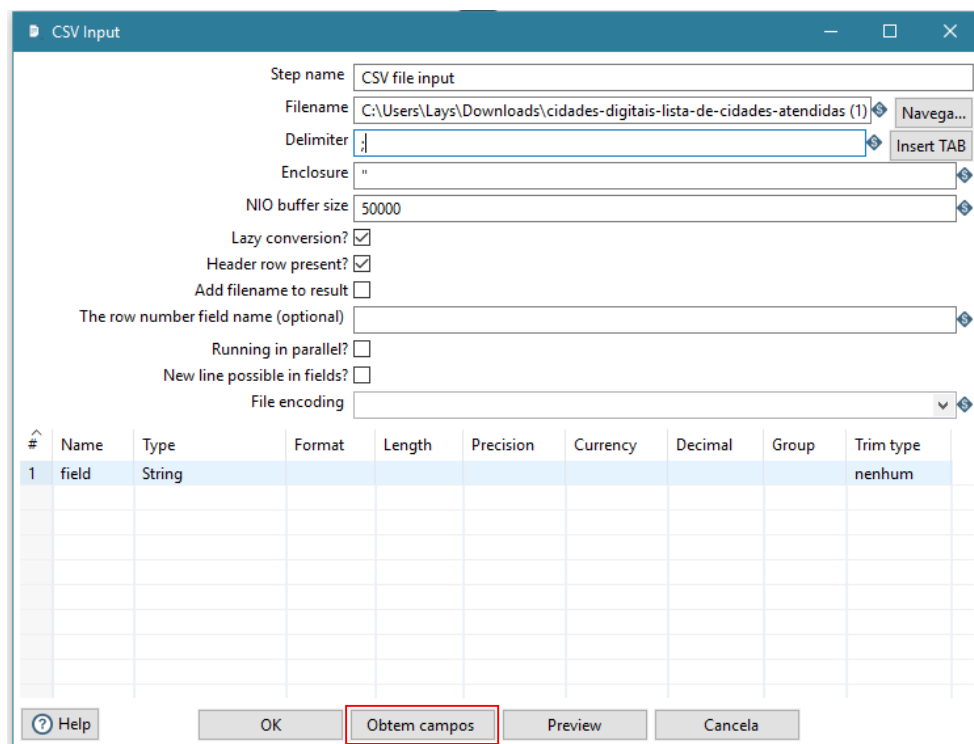 CSV Input
Step name CSV file input
Filename C:\Users\Lays\Downloads\cidades-digitais-lista-de-cidades-atendidas (1) Navega...
Delimiter ; Insert TAB
Enclosure "
NIO buffer size 50000
Lazy conversion?
Header row present?
Add filename to result
The row number field name (optional)
Running in parallel?
New line possible in fields?
File encoding
# Name Type Format Length Precision Currency Decimal Group Trim type
1 field String nenhum
? Help OK Obtem campos Preview Cancela